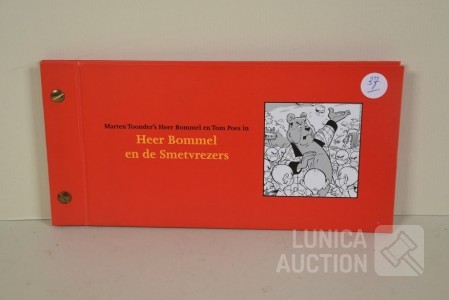 Marten Toonder's Heer Bommel en Tom Poes in
Heer Bommel
en de Smetvrezers
LUNICA
AUCTION